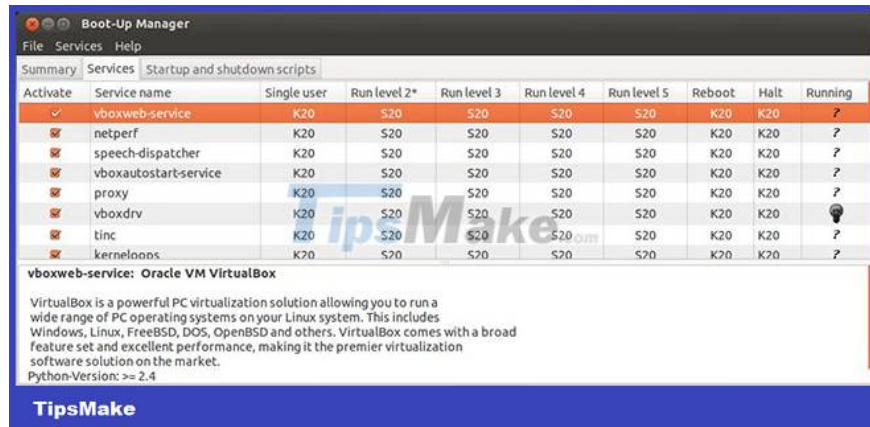 Boot-Up Manager
File Services Help
Summary Services Startup and shutdown scripts
Activate Service name Single user Run level 2* Run level 3 Run level 4 Run level 5 Reboot Halt Running
vboxweb-service K20 S20 S20 S20 S20 K20 K20 ?
netperf K20 S20 S20 S20 S20 K20 K20 ?
speech-dispatcher K20 S20 S20 S20 S20 K20 K20 ?
vboxautostart-service K20 S20 S20 S20 S20 K20 K20 ?
proxy K20 S20 S20 S20 S20 K20 K20 ?
vboxdrv K20 S20 S20 S20 S20 K20 K20
tinc K20 S20 S20 S20 S20 K20 K20 ?
kerneloops K20 S20 S20 S20 S20 K20 K20 ?
TipsMake.com
vboxweb-service: Oracle VM VirtualBox
VirtualBox is a powerful PC virtualization solution allowing you to run a
wide range of PC operating systems on your Linux system. This includes
Windows, Linux, FreeBSD, DOS, OpenBSD and others. VirtualBox comes with a broad
feature set and excellent performance, making it the premier virtualization
software solution on the market.
Python-Version: >= 2.4
TipsMake